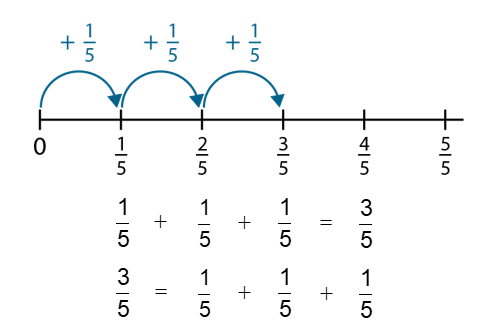 + 1/5 + 1/5 + 1/5
0 1/5 2/5 3/5 4/5 5/5
1/5 + 1/5 + 1/5 = 3/5
3/5 = 1/5 + 1/5 + 1/5